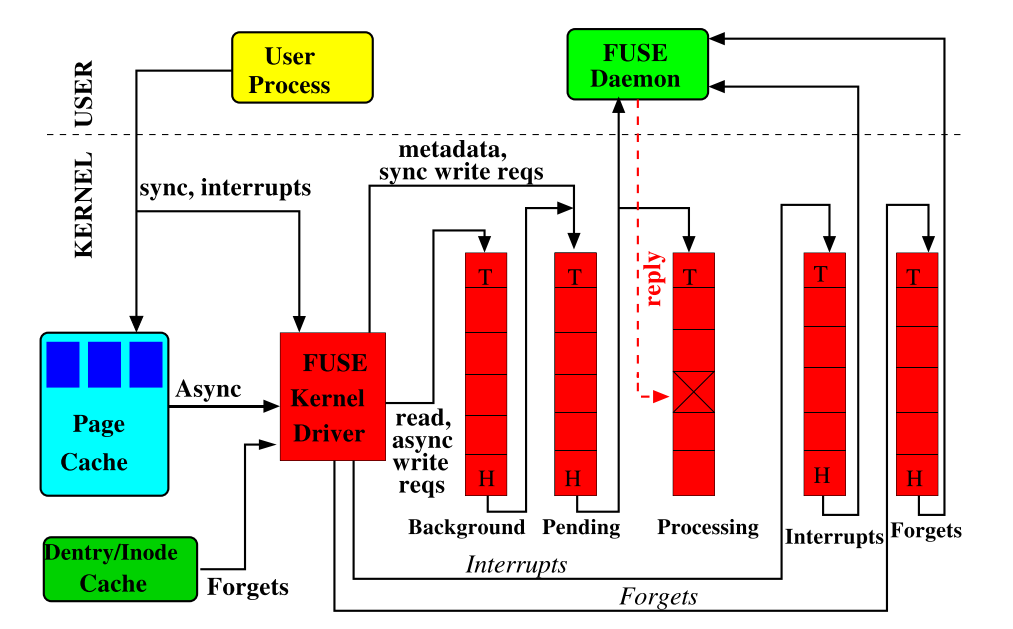 User
Process
FUSE
Daemon
USER
KERNEL
metadata,
sync write reqs
sync, interrupts
T
T
T
T
T
reply
FUSE
Kernel
Driver
Async
Page
Cache
read,
async
write
reqs
H
H
H
H
Background
Pending
Processing
Interrupts
Forgets
Dentry/Inode
Cache
Forgets
Interrupts
Forgets